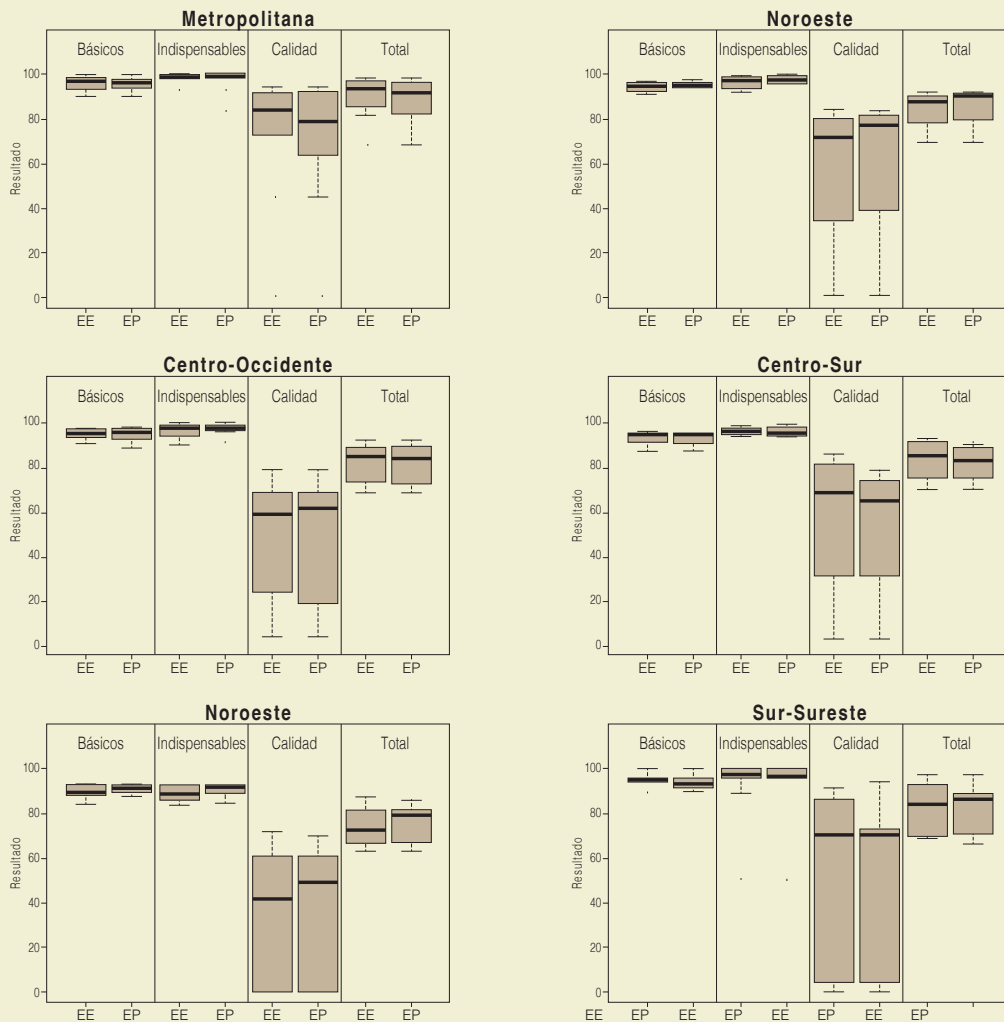 Metropolitana
Básicos Indispensables Calidad Total
Resultado
100
80
60
40
20
0
EE EP EE EP EE EP EE EP
Noroeste
Básicos Indispensables Calidad Total
Resultado
100
80
60
40
20
0
EE EP EE EP EE EP EE EP
Centro-Occidente
Básicos Indispensables Calidad Total
Resultado
100
80
60
40
20
0
EE EP EE EP EE EP EE EP
Centro-Sur
Básicos Indispensables Calidad Total
Resultado
100
80
60
40
20
0
EE EP EE EP EE EP EE EP
Noroeste
Básicos Indispensables Calidad Total
Resultado
100
80
60
40
20
0
EE EP EE EP EE EP EE EP
Sur-Sureste
Básicos Indispensables Calidad Total
Resultado
100
80
60
40
20
0
EE EP EE EP EE EP EE EP